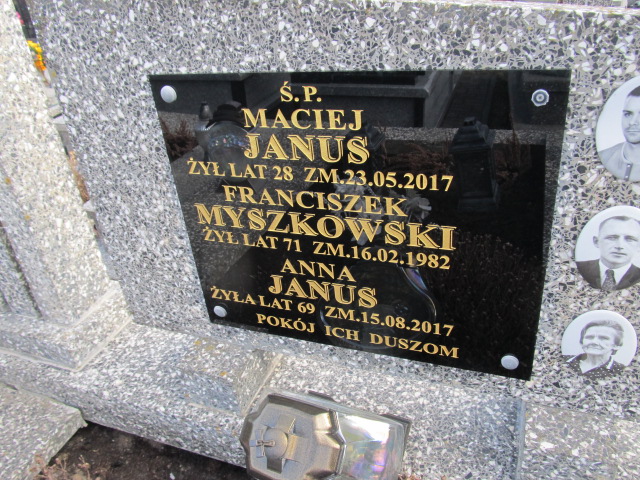 Ś.P.
MACIEJ
JANUS
ŻYŁ LAT 28 ZM.23.05.2017
FRANCISZEK
MYSZKOWSKI
ŻYŁ LAT 71 ZM.16.02.1982
ANNA
JANUS
ŻYŁA LAT 69 ZM.15.08.2017
POKÓJ ICH DUSZOM